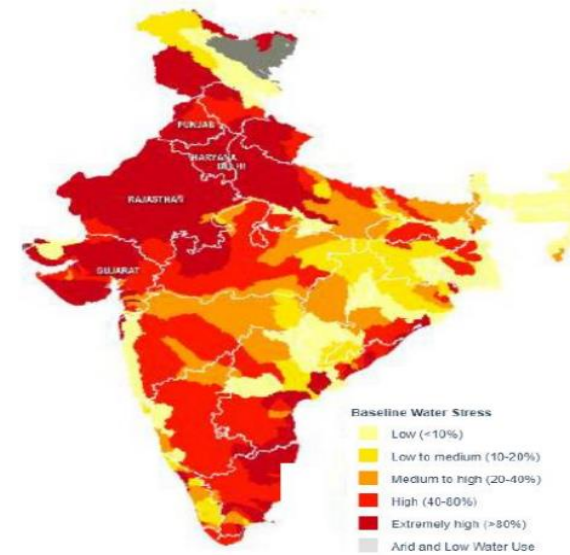 PUNJAB
HARYANA
DELHI
RAJASTHAN
GUJARAT
Baseline Water Stress
Low (<10%)
Low to medium (10-20%)
Medium to high (20-40%)
High (40-80%)
Extremely high (>80%)
Arid and Low Water Use